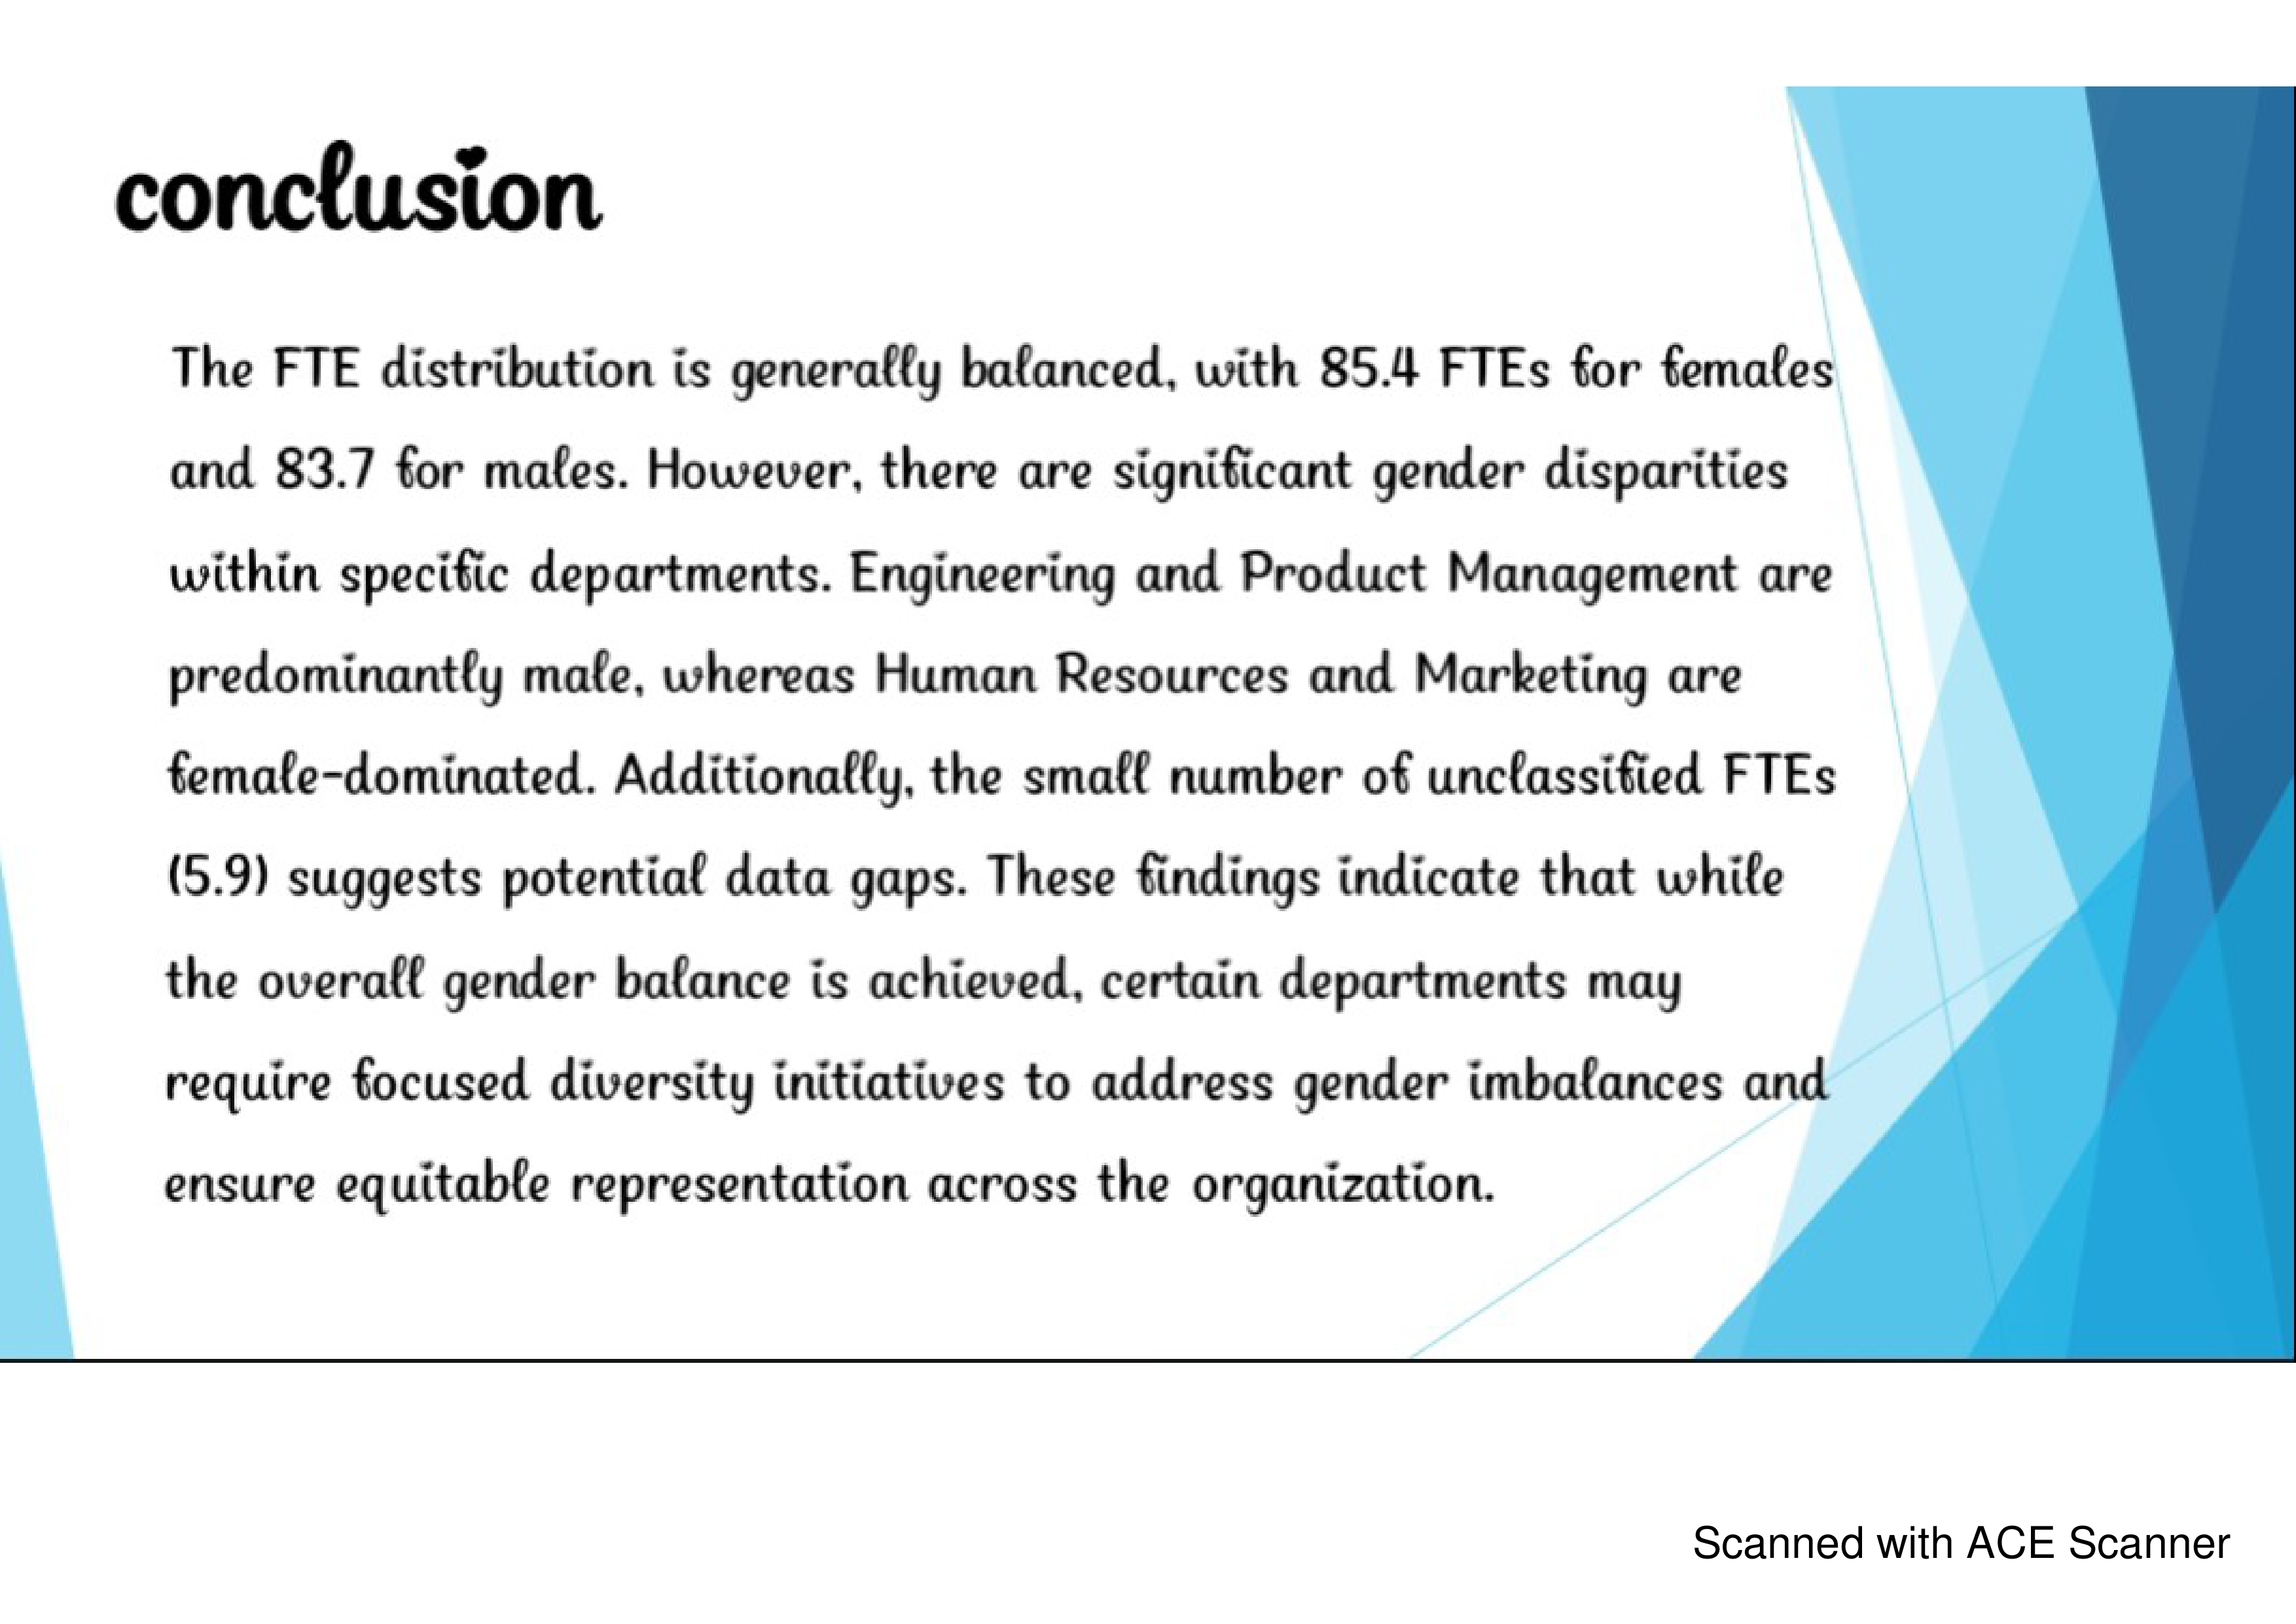 conclusion
The FTE distribution is generally balanced, with 85.4 FTEs for females
and 83.7 for males. However, there are significant gender disparities
within specific departments. Engineering and Product Management are
predominantly male, whereas Human Resources and Marketing are
female-dominated. Additionally, the small number of unclassified FTEs
(5.9) suggests potential data gaps. These findings indicate that while
the overall gender balance is achieved, certain departments may
require focused diversity initiatives to address gender imbalances and
ensure equitable representation across the organization.
Scanned with ACE Scanner